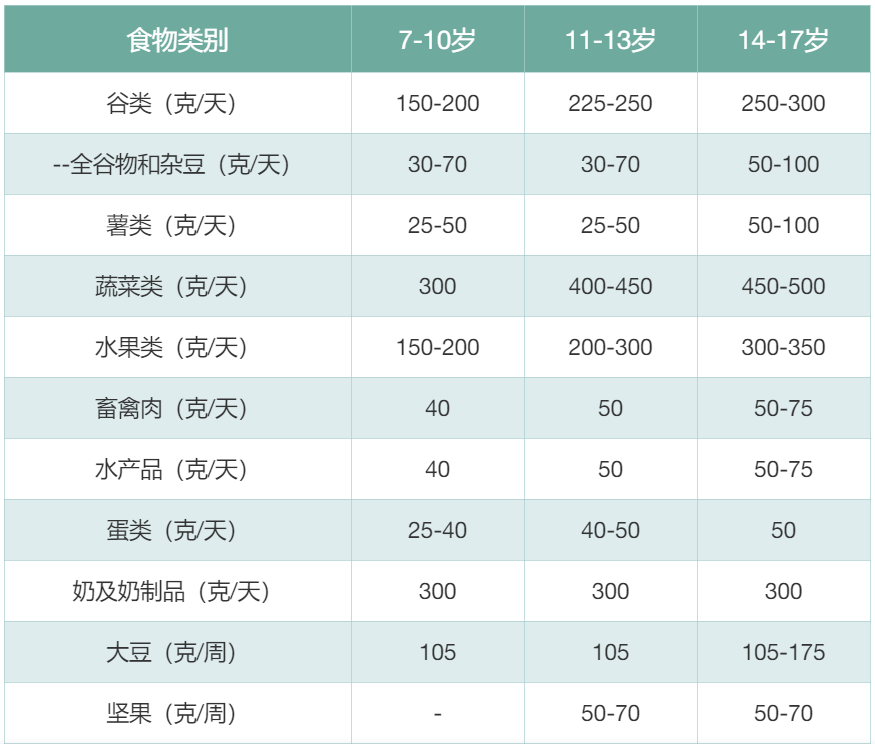 食物类别 7-10岁 11-13岁 14-17岁
谷类（克/天） 150-200 225-250 250-300
--全谷物和杂豆（克/天） 30-70 30-70 50-100
薯类（克/天） 25-50 25-50 50-100
蔬菜类（克/天） 300 400-450 450-500
水果类（克/天） 150-200 200-300 300-350
畜禽肉（克/天） 40 50 50-75
水产品（克/天） 40 50 50-75
蛋类（克/天） 25-40 40-50 50
奶及奶制品（克/天） 300 300 300
大豆（克/周） 105 105 105-175
坚果（克/周） - 50-70 50-70